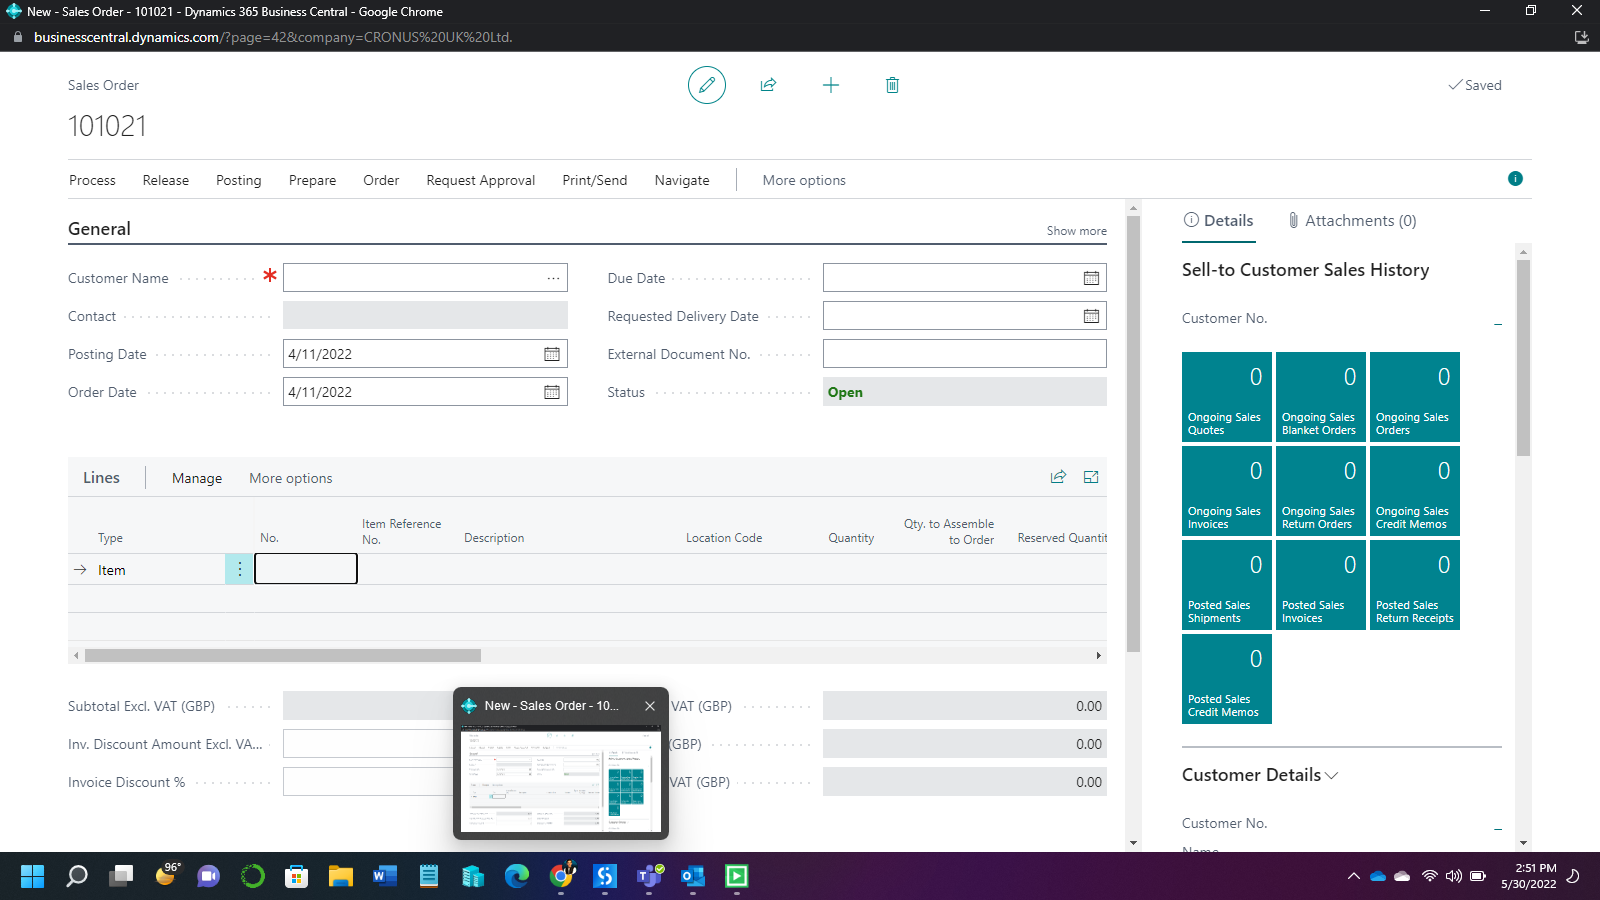 New - Sales Order - 101021 - Dynamics 365 Business Central - Google Chrome
businesscentral.dynamics.com/?page=42&company=CRONUS%20UK%20Ltd.
Sales Order
Saved
101021
Process Release Posting Prepare Order Request Approval Print/Send Navigate More options
General
Show more
Customer Name
Due Date
Contact
Requested Delivery Date
Posting Date 4/11/2022
External Document No.
Order Date 4/11/2022
Status Open
Lines Manage More options
Type
No.
Item Reference
No.
Description
Location Code
Quantity
Qty. to Assemble
to Order
Reserved Quantit
Item
Subtotal Excl. VAT (GBP)
VAT (GBP) 0.00
Inv. Discount Amount Excl. VA...
(GBP) 0.00
Invoice Discount %
VAT (GBP) 0.00
New - Sales Order - 10...
Details Attachments (0)
Sell-to Customer Sales History
Customer No.
0 0 0
Ongoing Sales
Quotes
Ongoing Sales
Blanket Orders
Ongoing Sales
Orders
0 0 0
Ongoing Sales
Invoices
Ongoing Sales
Return Orders
Ongoing Sales
Credit Memos
0 0 0
Posted Sales
Shipments
Posted Sales
Invoices
Posted Sales
Return Receipts
0
Posted Sales
Credit Memos
Customer Details
Customer No.
Name
96°
2:51 PM
5/30/2022